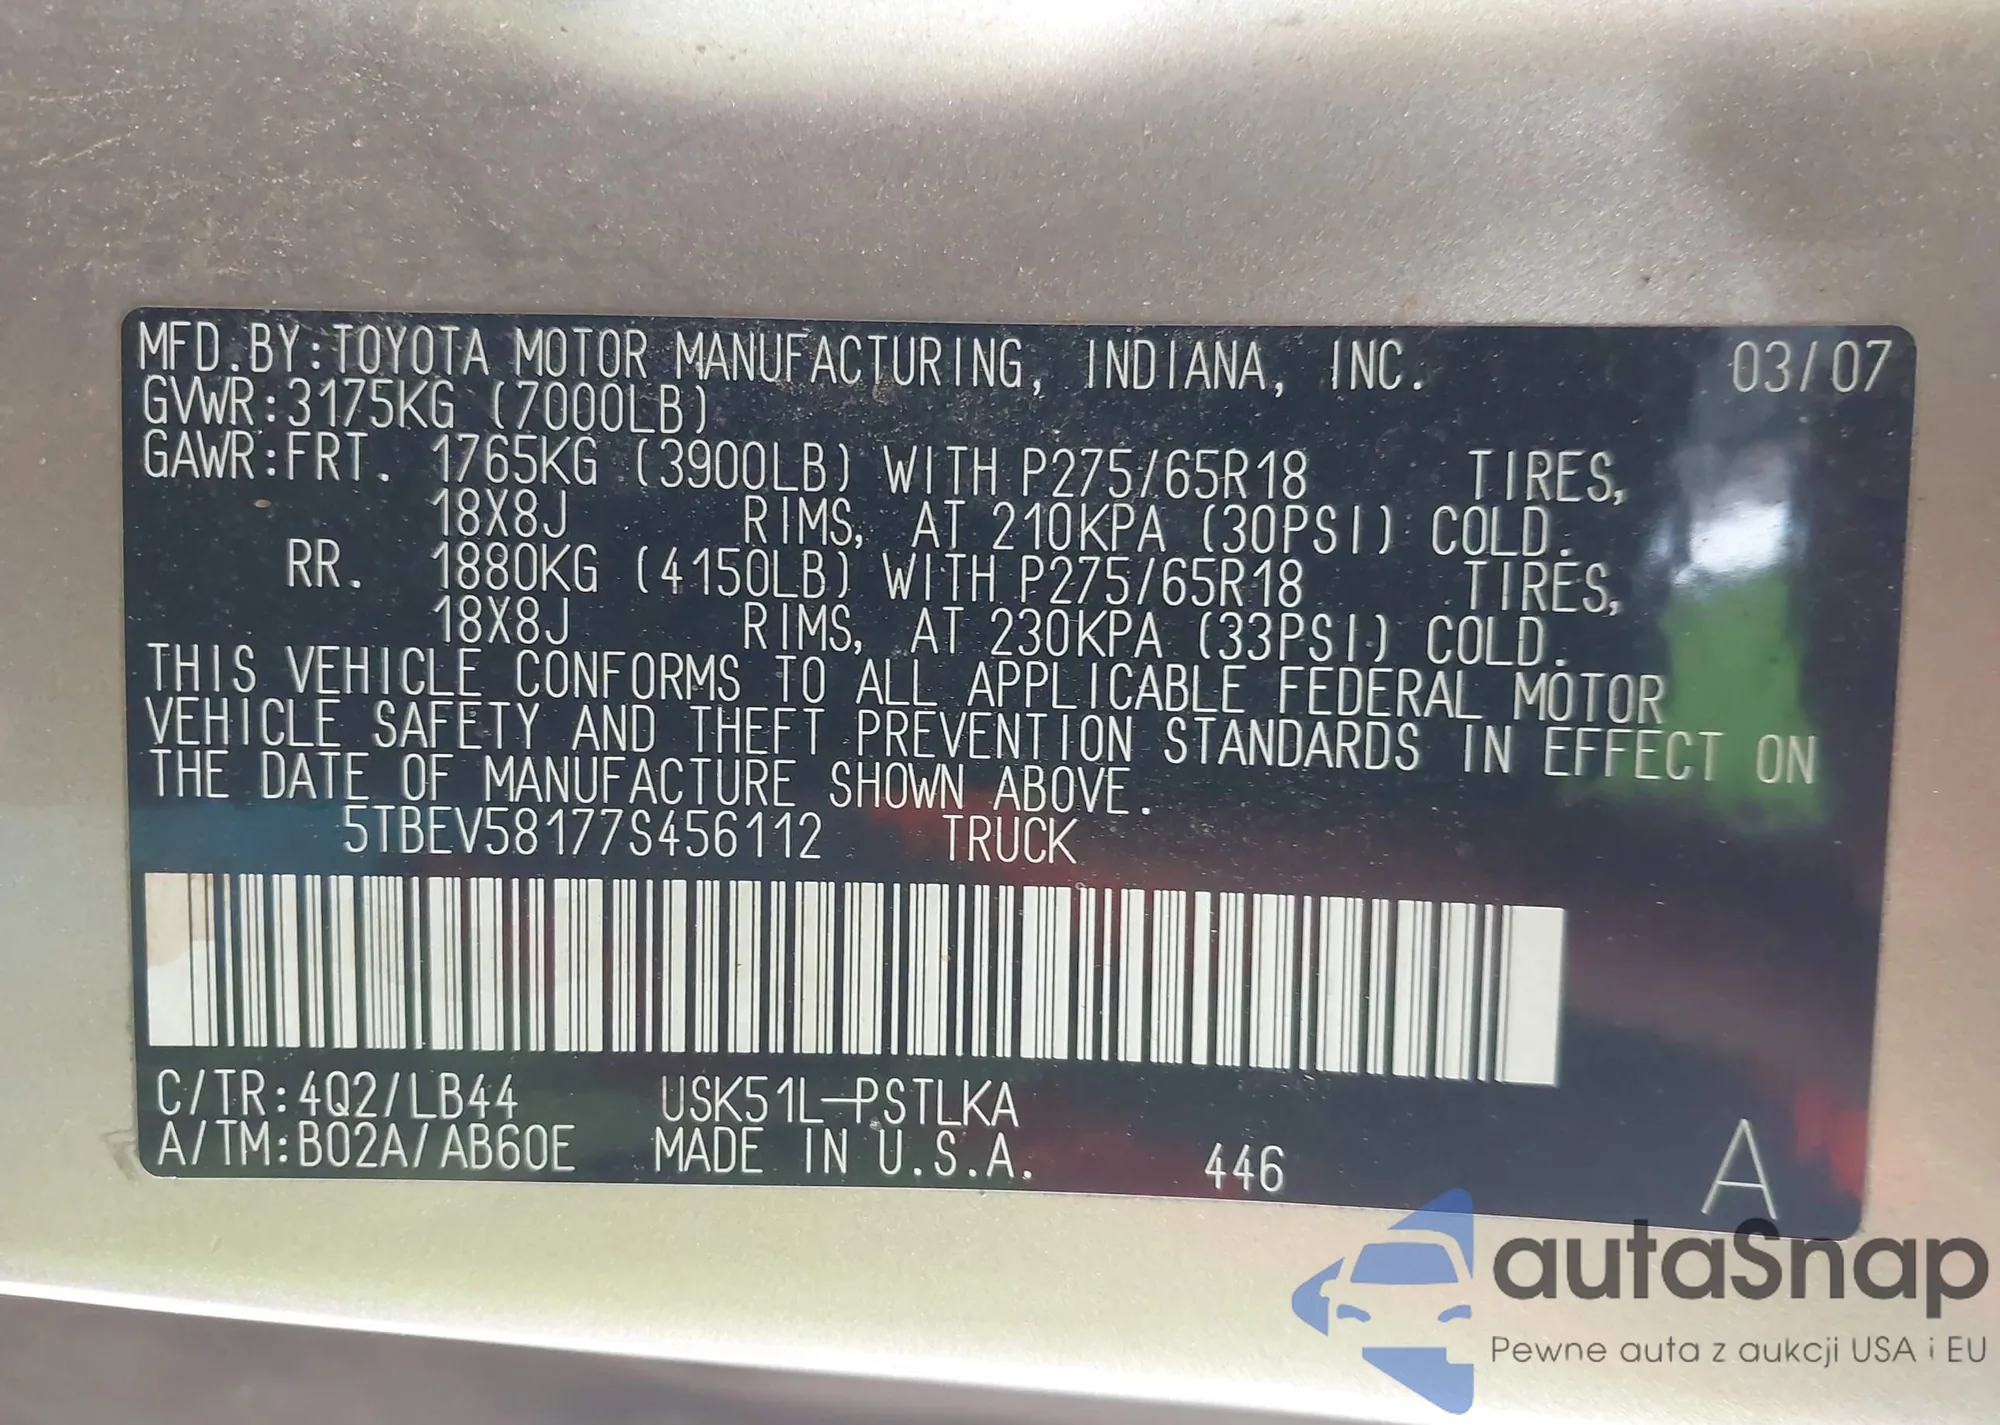 MFD.BY:TOYOTA MOTOR MANUFACTURING, INDIANA, INC. 03/07
GVWR:3175KG (7000LB)
GAWR:FRT. 1765KG (3900LB) WITH P275/65R18 TIRES,
18X8J RIMS, AT 210KPA (30PSI) COLD.
RR. 1880KG (4150LB) WITH P275/65R18 TIRES,
18X8J RIMS, AT 230KPA (33PSI) COLD.
THIS VEHICLE CONFORMS TO ALL APPLICABLE FEDERAL MOTOR
VEHICLE SAFETY AND THEFT PREVENTION STANDARDS IN EFFECT ON
THE DATE OF MANUFACTURE SHOWN ABOVE.
5TBEV58177S456112 TRUCK
C/TR:4Q2/LB44 USK51L-PSTLKA
A/TM:B02A/AB60E MADE IN U.S.A. 446 A
autaSnap
Pewne auta z aukcji USA i EU